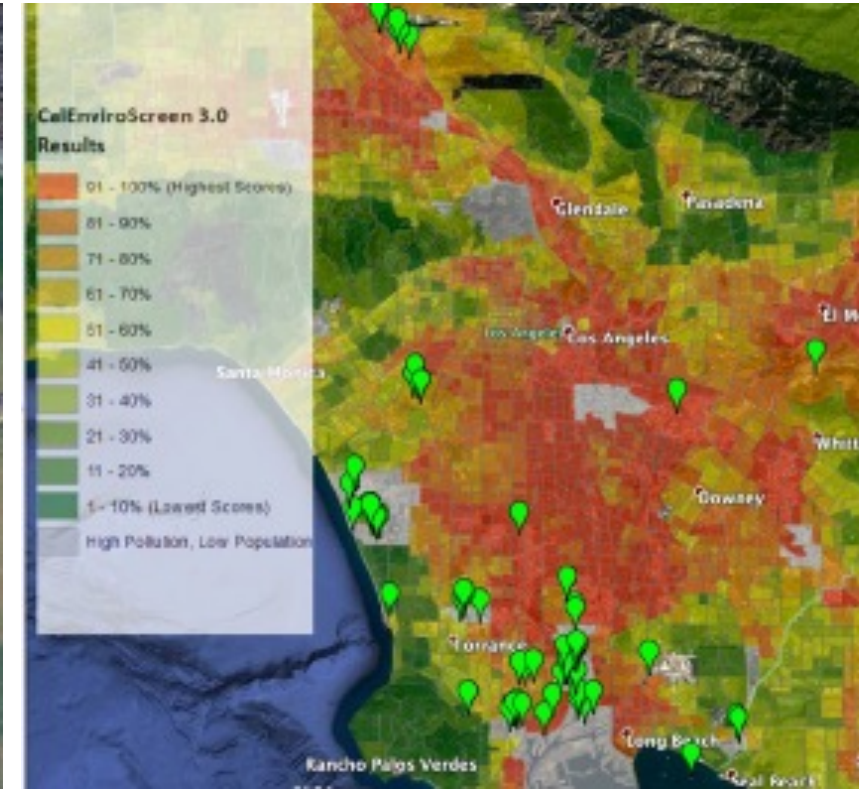 CalEnviroScreen 3.0
Results
91 - 100% (Highest Scores)
81 - 90%
71 - 80%
61 - 70%
51 - 60%
41 - 50%
31 - 40%
21 - 30%
11 - 20%
1 - 10% (Lowest Scores)
High Pollution, Low Population
Glendale
Pasadena
El M
Los Angeles
Los Angeles
Santa Monica
Whitt
Downey
Torrance
Long Beach
Rancho Palos Verdes
Seal Beach